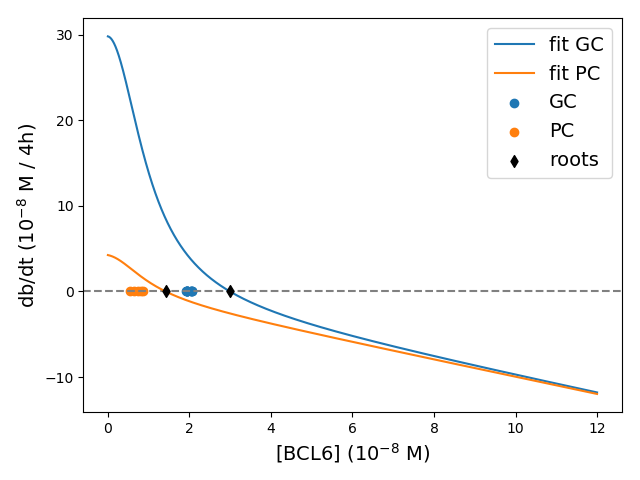 30
20
10
0
−10
db/dt (10⁻⁸ M / 4h)
fit GC
fit PC
GC
PC
roots
0 2 4 6 8 10 12
[BCL6] (10⁻⁸ M)